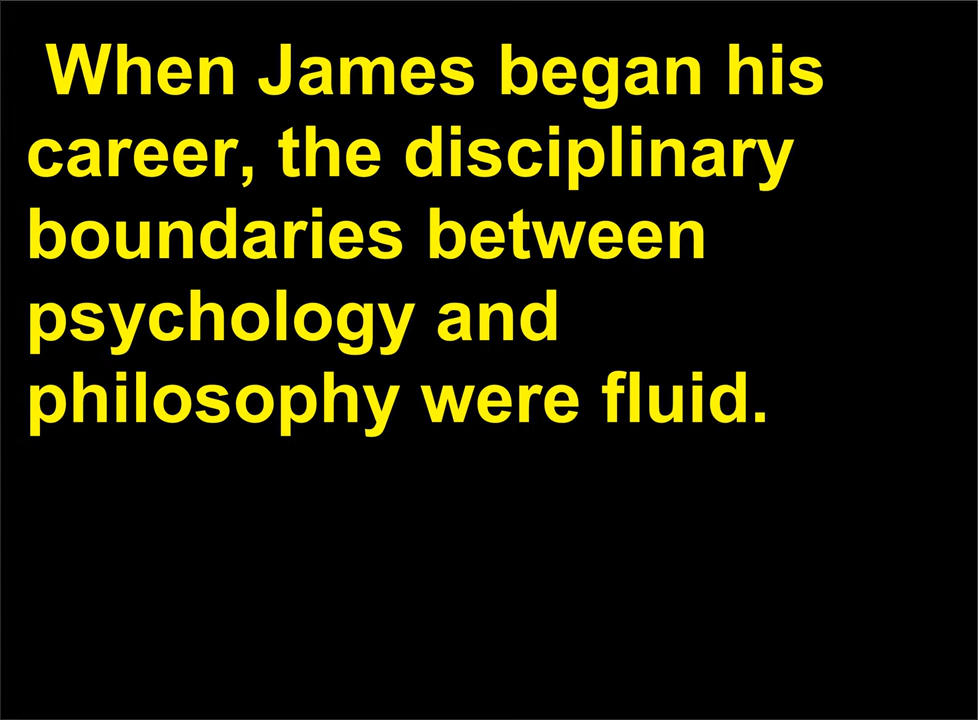 When James began his
career, the disciplinary
boundaries between
psychology and
philosophy were fluid.